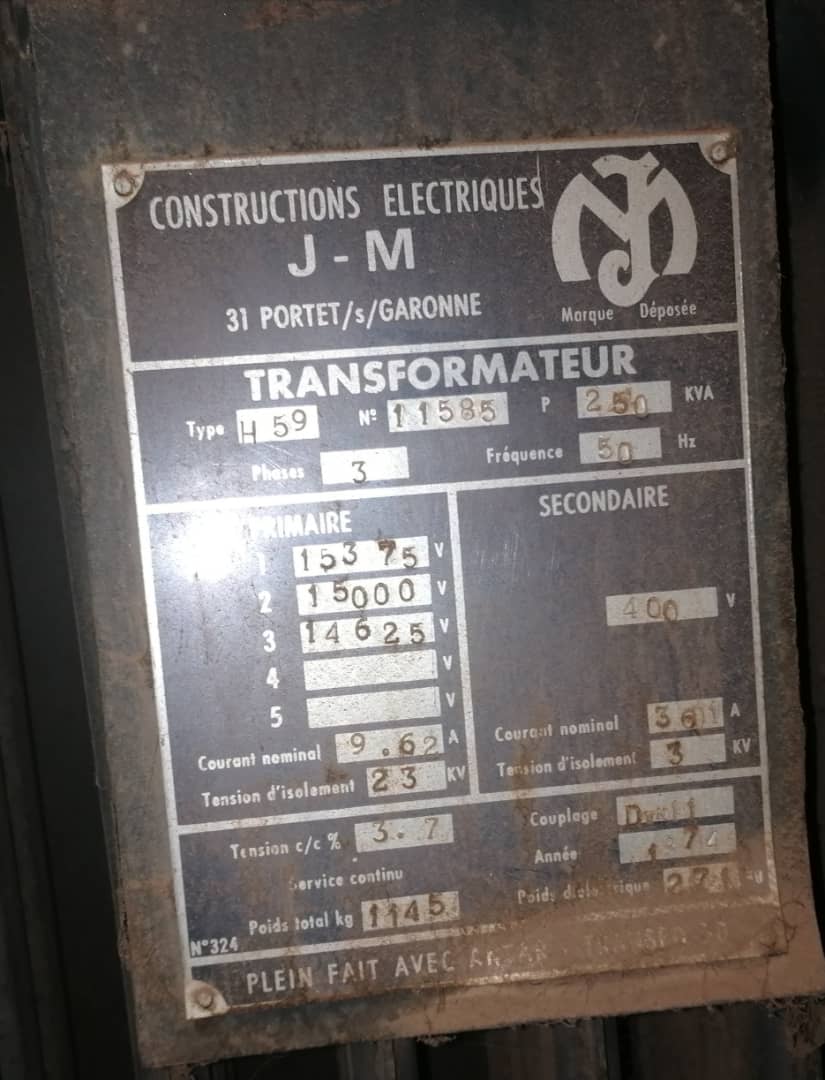 CONSTRUCTIONS ELECTRIQUES
J - M
31 PORTET/s/GARONNE
Marque Déposée
TRANSFORMATEUR
Type H 59 N° 11585 P 250 KVA
Phases 3 Fréquence 50 Hz
PRIMAIRE
1 15375 V
2 15000 V
3 14625 V
4 V
5 V
Courant nominal 9.62 A
Tension d'isolement 23 KV
SECONDAIRE
400 V
Courant nominal 361 A
Tension d'isolement 3 KV
Tension c/c % 3.7
Service continu
Poids total kg 1145
Couplage
Année
Poids diélectrique kg
N°324
PLEIN FAIT AVEC